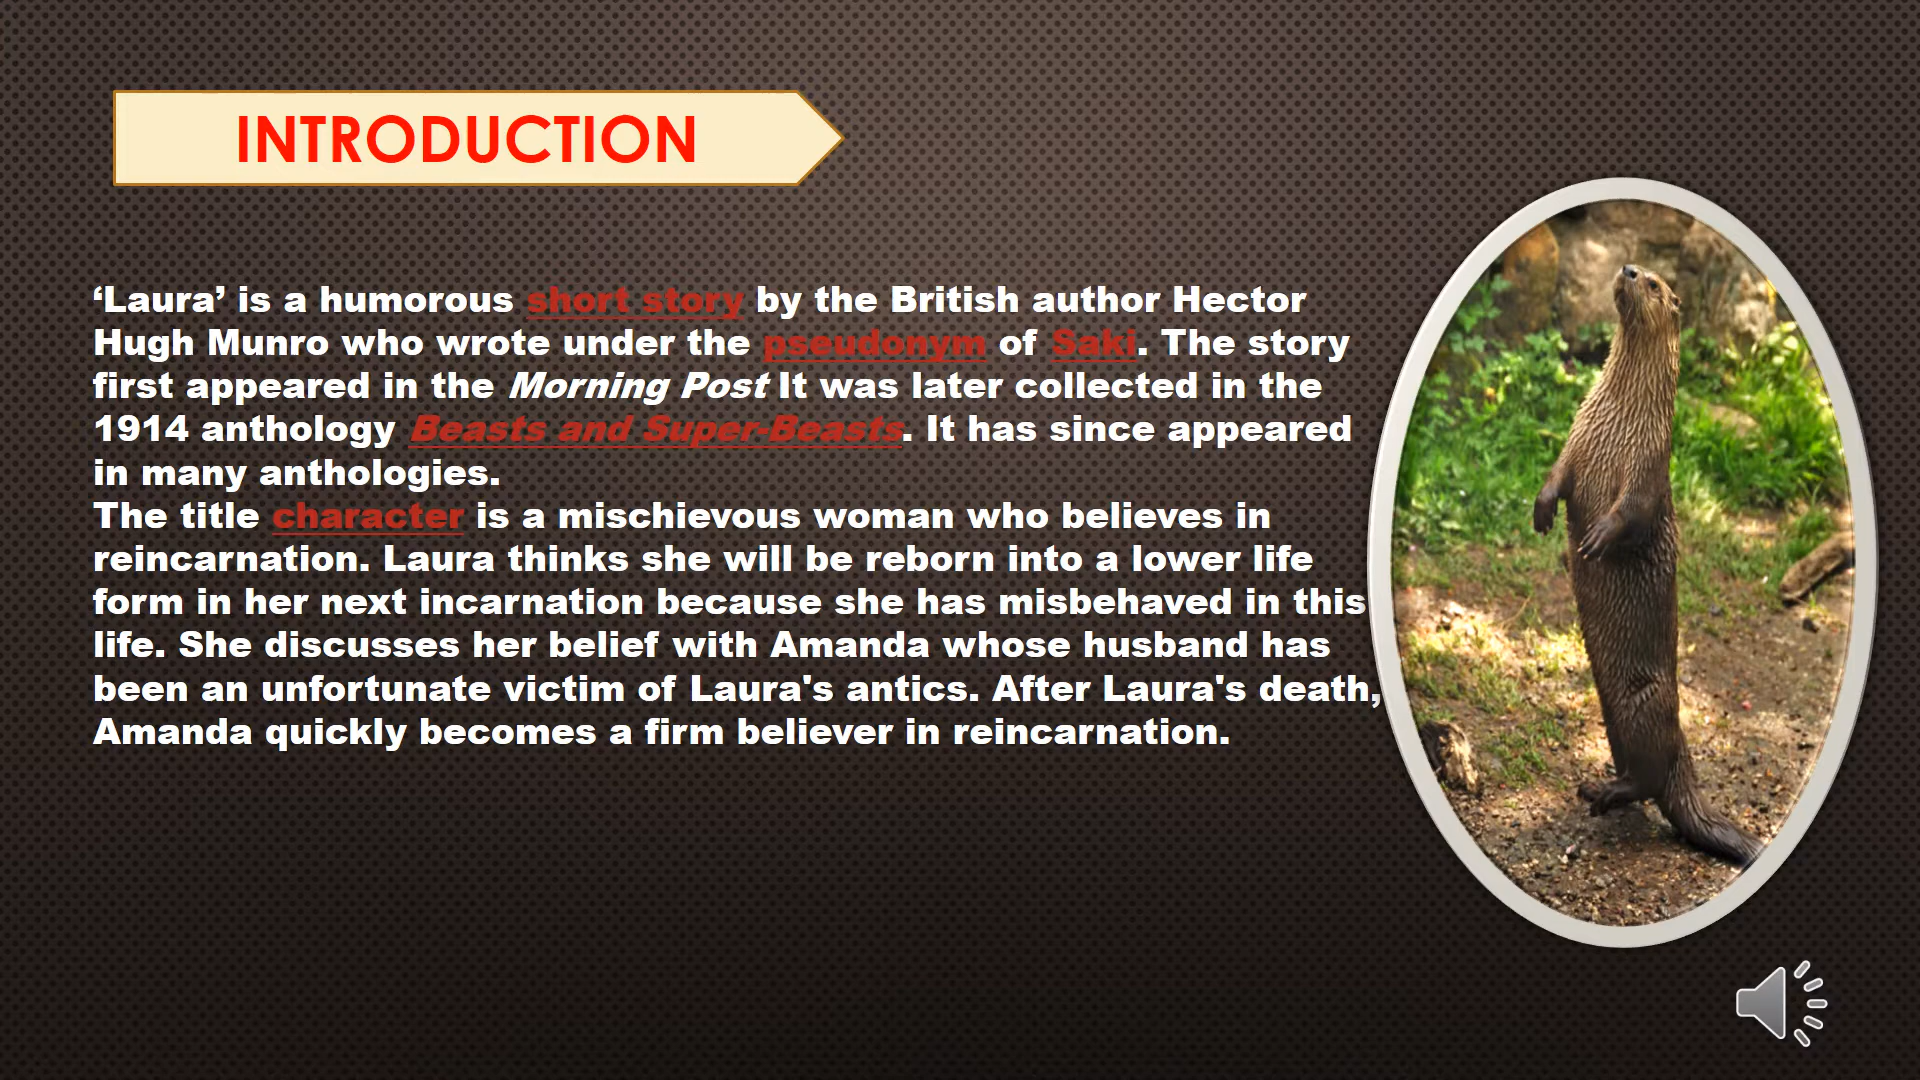 INTRODUCTION
‘Laura’ is a humorous short story by the British author Hector
Hugh Munro who wrote under the pseudonym of Saki. The story
first appeared in the Morning Post It was later collected in the
1914 anthology Beasts and Super-Beasts. It has since appeared
in many anthologies.
The title character is a mischievous woman who believes in
reincarnation. Laura thinks she will be reborn into a lower life
form in her next incarnation because she has misbehaved in this
life. She discusses her belief with Amanda whose husband has
been an unfortunate victim of Laura's antics. After Laura's death,
Amanda quickly becomes a firm believer in reincarnation.